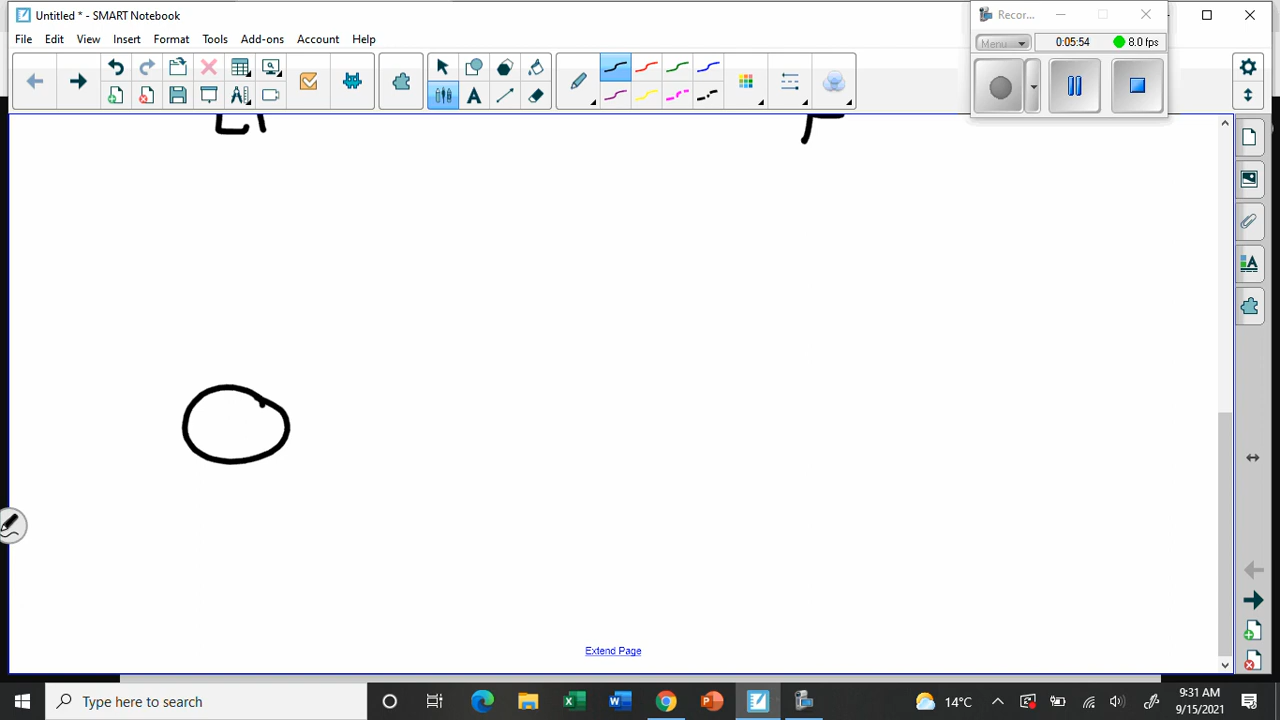 Untitled * - SMART Notebook
Recor...
File Edit View Insert Format Tools Add-ons Account Help
Menu
0:05:54
8.0 fps
Extend Page
Type here to search
14°C
9:31 AM
9/15/2021